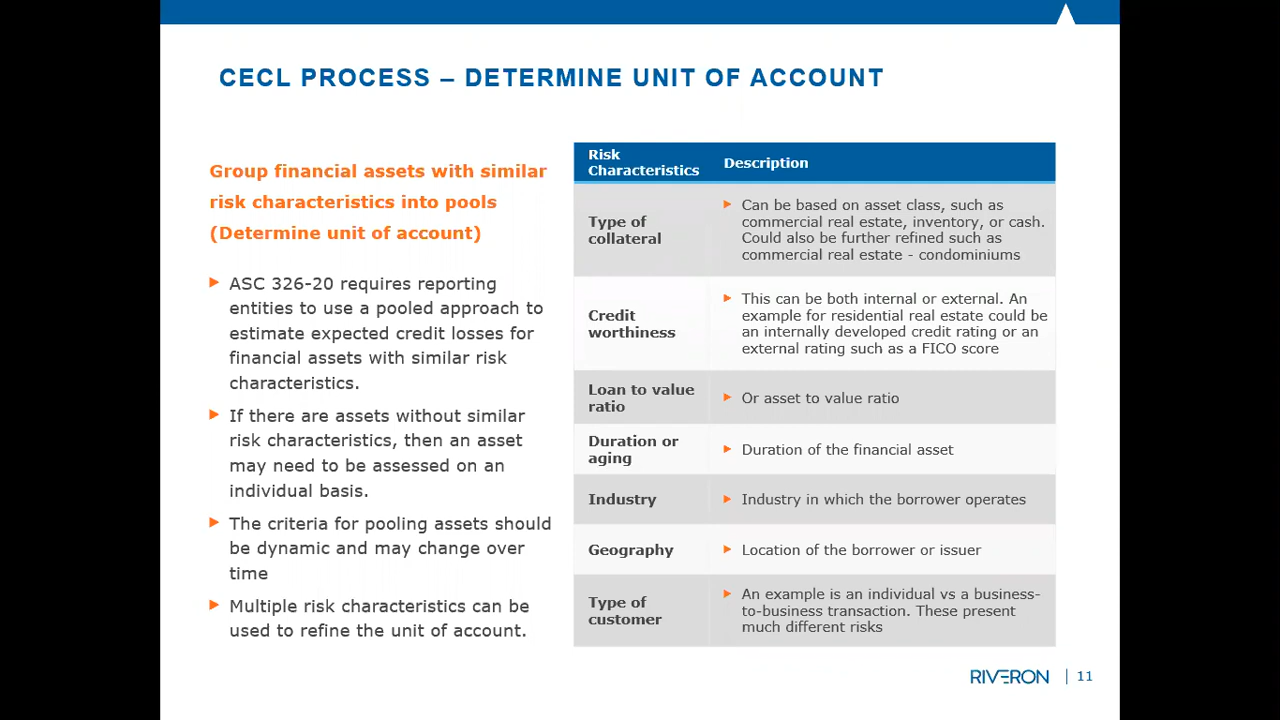 CECL PROCESS – DETERMINE UNIT OF ACCOUNT
Group financial assets with similar
risk characteristics into pools
(Determine unit of account)
ASC 326-20 requires reporting
entities to use a pooled approach to
estimate expected credit losses for
financial assets with similar risk
characteristics.
If there are assets without similar
risk characteristics, then an asset
may need to be assessed on an
individual basis.
The criteria for pooling assets should
be dynamic and may change over
time
Multiple risk characteristics can be
used to refine the unit of account.
Risk
Characteristics
Description
Type of
collateral
Can be based on asset class, such as
commercial real estate, inventory, or cash.
Could also be further refined such as
commercial real estate - condominiums
Credit
worthiness
This can be both internal or external. An
example for residential real estate could be
an internally developed credit rating or an
external rating such as a FICO score
Loan to value
ratio
Or asset to value ratio
Duration or
aging
Duration of the financial asset
Industry
Industry in which the borrower operates
Geography
Location of the borrower or issuer
Type of
customer
An example is an individual vs a business-
to-business transaction. These present
much different risks
RIVERON | 11